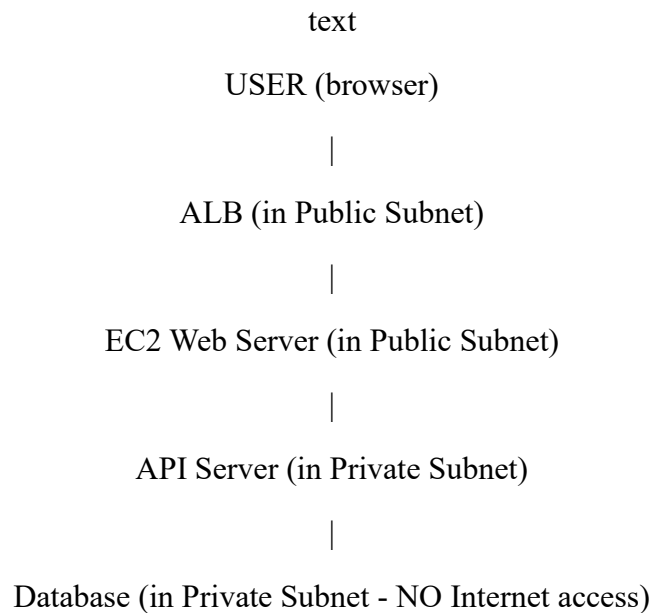 text
USER (browser)
|
ALB (in Public Subnet)
|
EC2 Web Server (in Public Subnet)
|
API Server (in Private Subnet)
|
Database (in Private Subnet - NO Internet access)